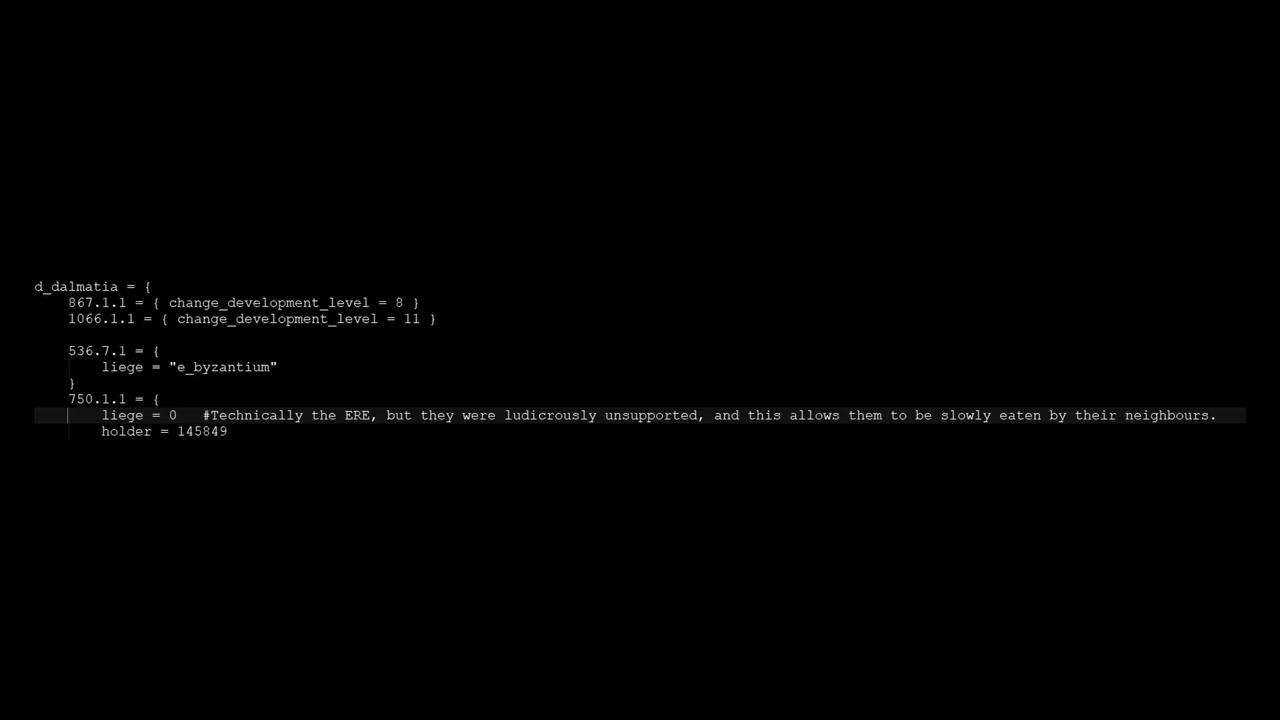 d_dalmatia = {
867.1.1 = { change_development_level = 8 }
1066.1.1 = { change_development_level = 11 }
536.7.1 = {
liege = "e_byzantium"
}
750.1.1 = {
liege = 0 #Technically the ERE, but they were ludicrously unsupported, and this allows them to be slowly eaten by their neighbours.
holder = 145849